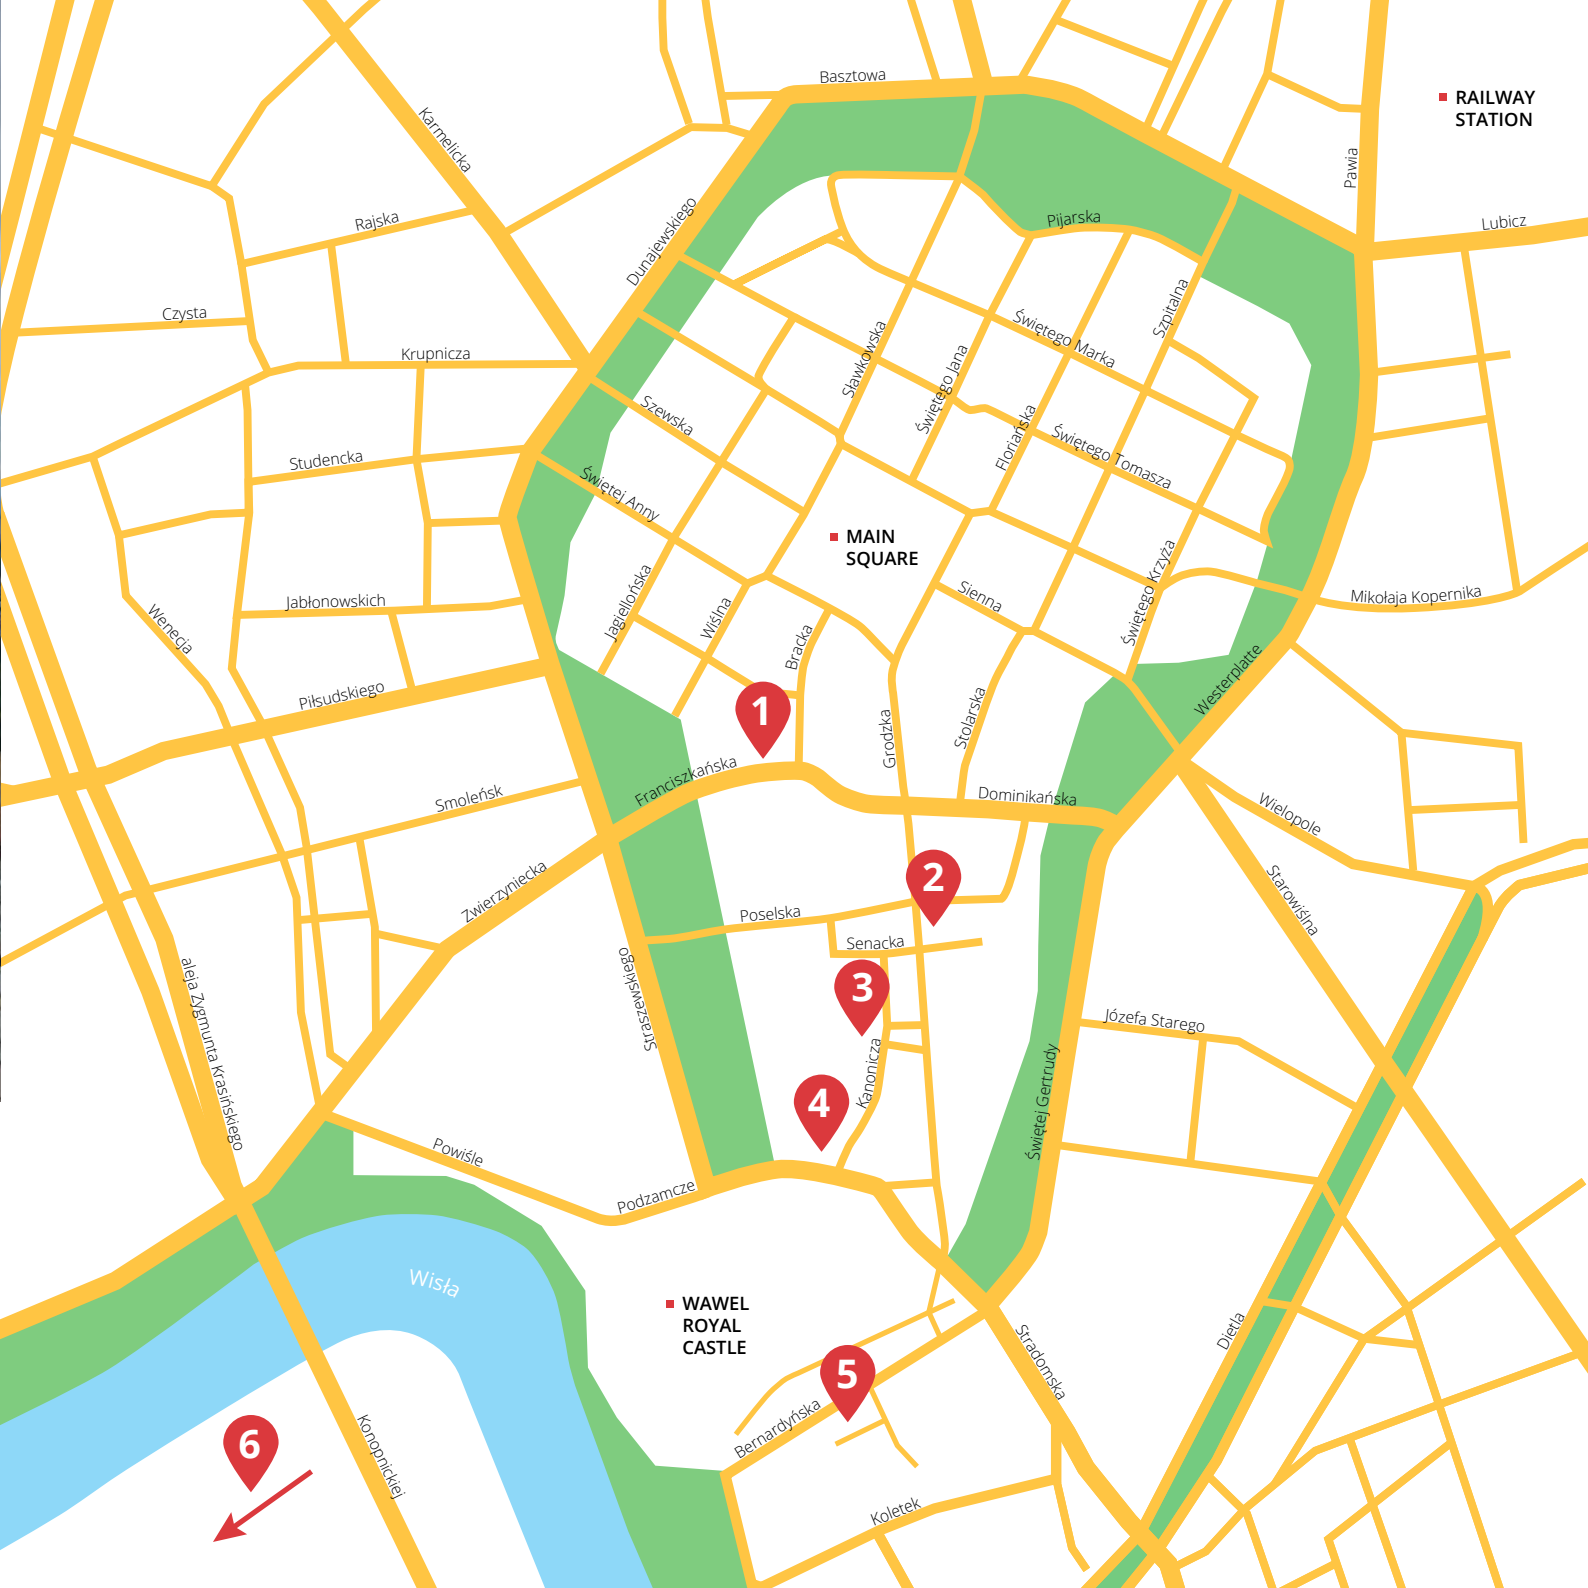 Basztowa
RAILWAY
STATION
Karmelicka
Pawia
Rajska
Dunajewskiego
Pijarska
Lubicz
Czysta
Szpitalna
Krupnicza
Sławkowska
Świętego Marka
Świętego Jana
Szewska
Floriańska
Studencka
Świętej Anny
Świętego Tomasza
MAIN
SQUARE
Jagiellońska
Wiślna
Sienna
Świętego Krzyża
Mikołaja Kopernika
Jabłonowskich
Wenecja
Bracka
Westerplatte
Piłsudskiego
1
Grodzka
Stolarska
Franciszkańska
Smoleńsk
Dominikańska
Wielopole
Zwierzyniecka
2
Starowiślna
Poselska
Senacka
Straszewskiego
aleja Zygmunta Krasińskiego
3
Józefa Starego
Kanonicza
4
Świętej Gertrudy
Powiśle
Podzamcze
Wisła
WAWEL
ROYAL
CASTLE
Dietla
Stradomska
5
Bernardyńska
6
Konopnickiej
Koletek